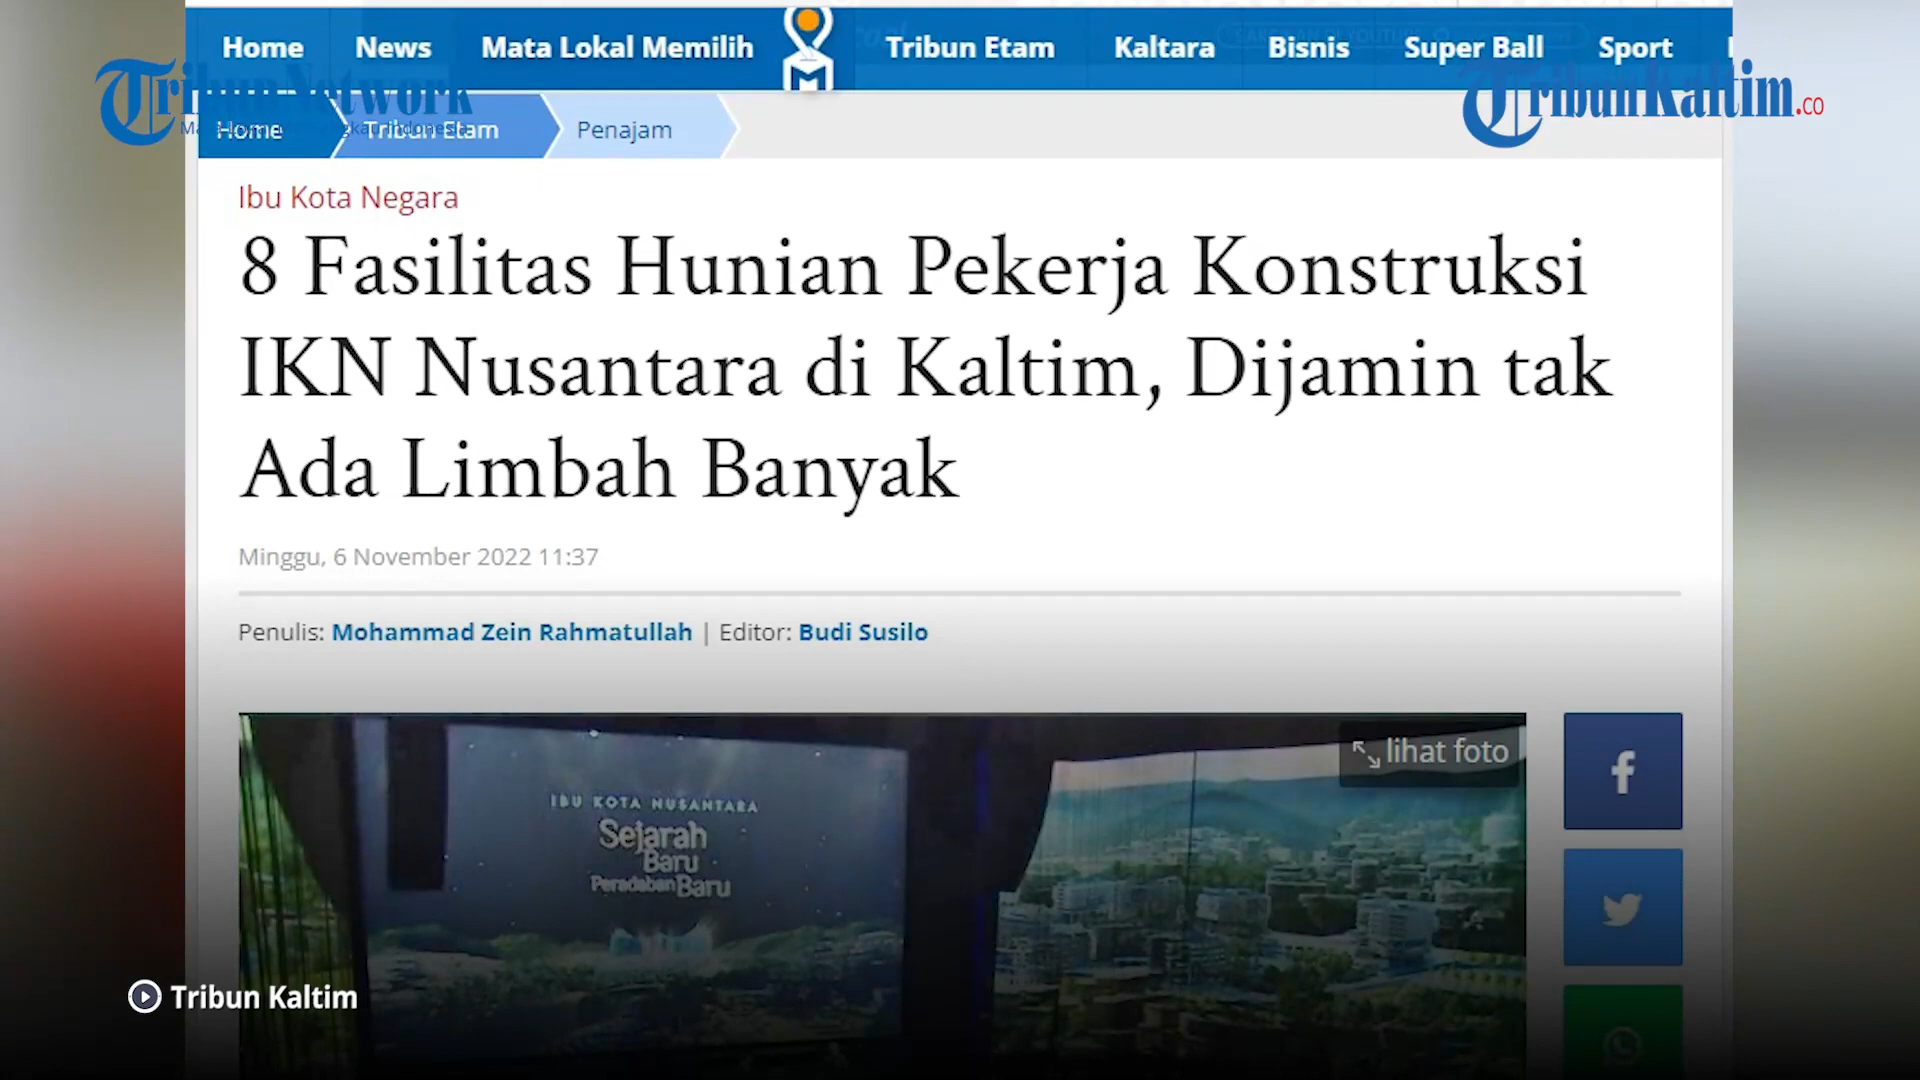 Home News Mata Lokal Memilih Tribun Etam Kaltara Bisnis Super Ball Sport
Tribun Network
TribunKaltim.co
Home Tribun Etam Penajam
Ibu Kota Negara
8 Fasilitas Hunian Pekerja Konstruksi
IKN Nusantara di Kaltim, Dijamin tak
Ada Limbah Banyak
Minggu, 6 November 2022 11:37
Penulis: Mohammad Zein Rahmatullah | Editor: Budi Susilo
lihat foto
IBU KOTA NUSANTARA
Sejarah
Baru
Peradaban Baru
Tribun Kaltim